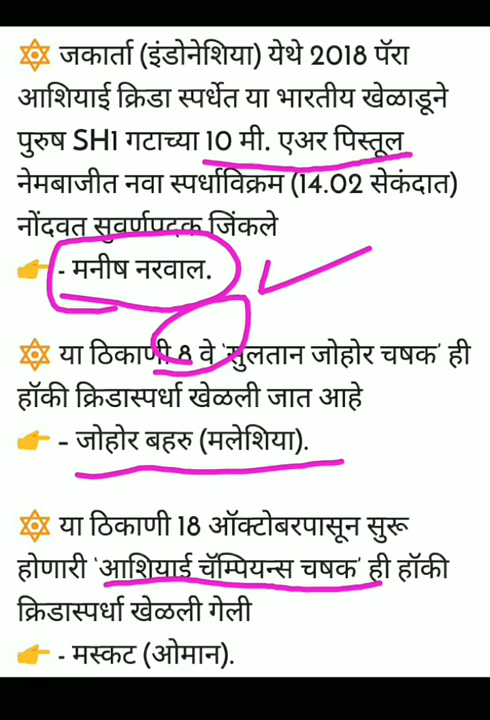 जकार्ता (इंडोनेशिया) येथे 2018 पॅरा
आशियाई क्रिडा स्पर्धेत या भारतीय खेळाडूने
पुरुष SH1 गटाच्या 10 मी. एअर पिस्तूल
नेमबाजीत नवा स्पर्धाविक्रम (14.02 सेकंदात)
नोंदवत सुवर्णपदक जिंकले
- मनीष नरवाल.
या ठिकाणी 8 वे 'सुलतान जोहोर चषक' ही
हॉकी क्रिडास्पर्धा खेळली जात आहे
- जोहोर बहरु (मलेशिया).
या ठिकाणी 18 ऑक्टोबरपासून सुरू
होणारी 'आशियाई चॅम्पियन्स चषक' ही हॉकी
क्रिडास्पर्धा खेळली गेली
- मस्कट (ओमान).